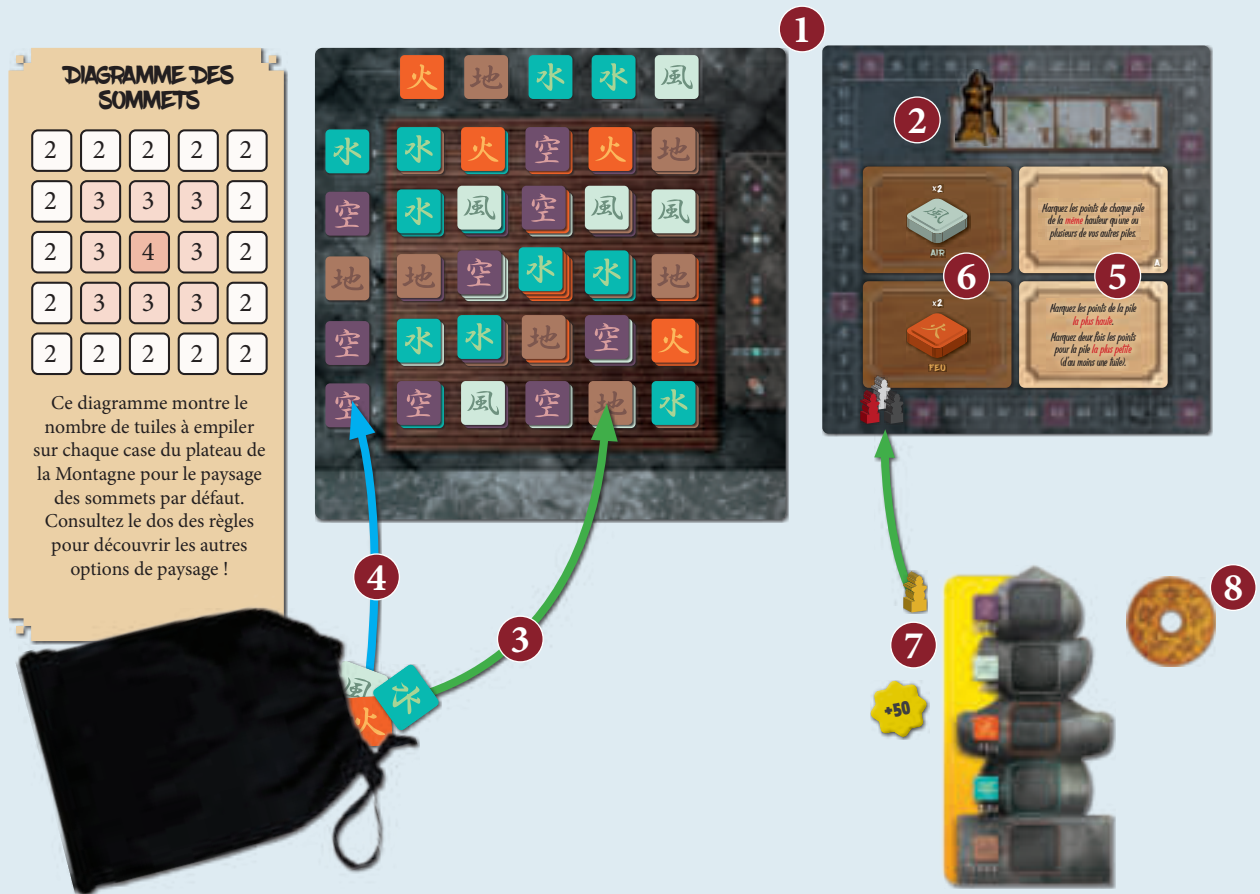 DIAGRAMME DES
SOMMETS
2 2 2 2 2
2 3 3 3 2
2 3 4 3 2
2 3 3 3 2
2 2 2 2 2
Ce diagramme montre le
nombre de tuiles à empiler
sur chaque case du plateau de
la Montagne pour le paysage
des sommets par défaut.
Consultez le dos des règles
pour découvrir les autres
options de paysage !
1
火 地 水 水 風
水 水 火 空 火 地
空 水 風 空 風 風
地 地 空 水 水 地
空 水 水 地 空 火
空 空 風 空 地 水
風
火
水
4
3
2
x2
風
AIR
Marquez les points de chaque pile
de la même hauteur qu'une ou
plusieurs de vos autres piles.
A
6
5
x2
火
FEU
Marquez les points de la pile
la plus haute.
Marquez deux fois les points
pour la pile la plus petite
(d'au moins une tuile).
7
+50
8